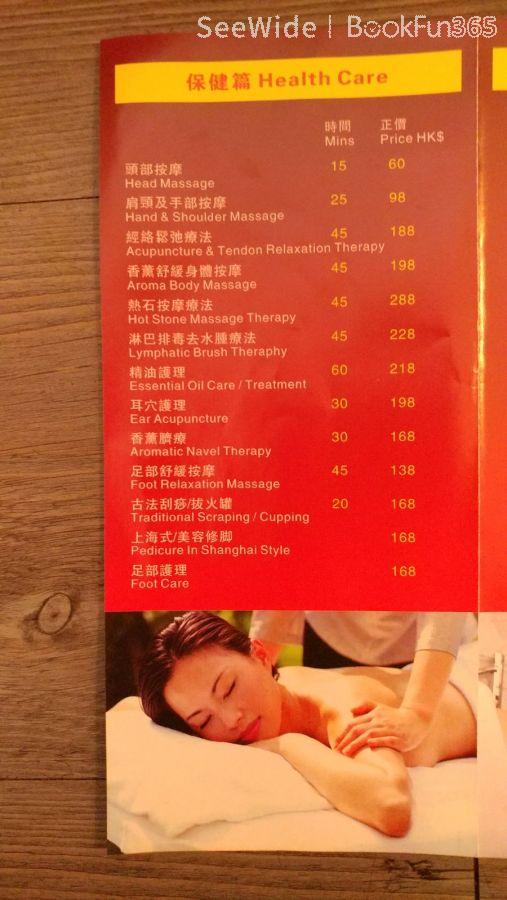 SeeWide | BookFun365
保健篇 Health Care
時間 正價
Mins Price HK$
頭部按摩 15 60
Head Massage
肩頸及手部按摩 25 98
Hand & Shoulder Massage
經絡鬆弛療法 45 188
Acupuncture & Tendon Relaxation Therapy
香薰舒緩身體按摩 45 198
Aroma Body Massage
熱石按摩療法 45 288
Hot Stone Massage Therapy
淋巴排毒去水腫療法 45 228
Lymphatic Brush Theraphy
精油護理 60 218
Essential Oil Care / Treatment
耳穴護理 30 198
Ear Acupuncture
香薰臍療 30 168
Aromatic Navel Therapy
足部舒緩按摩 45 138
Foot Relaxation Massage
古法刮痧/拔火罐 20 168
Traditional Scraping / Cupping
上海式/美容修脚 168
Pedicure In Shanghai Style
足部護理 168
Foot Care